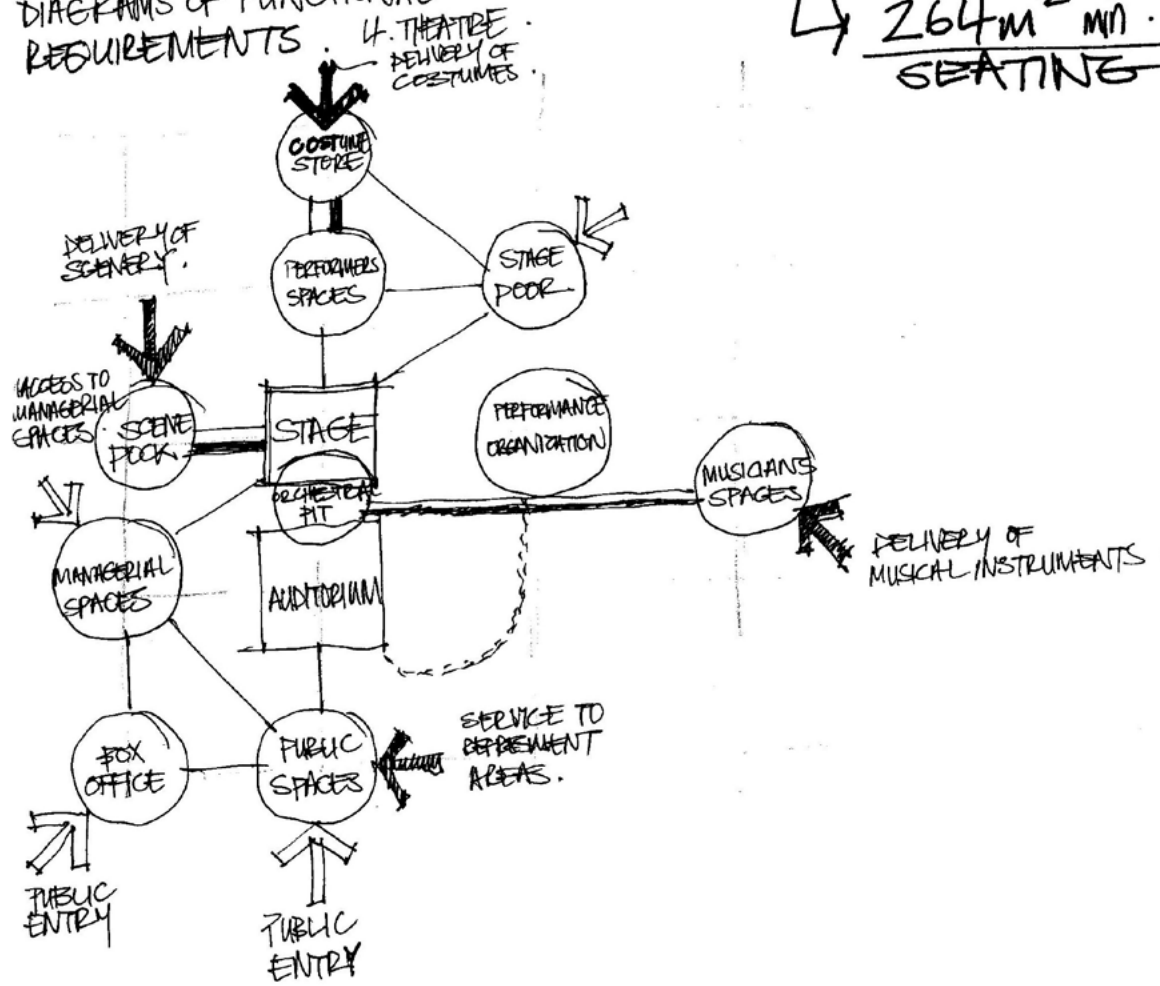 DIAGRAMS OF FUNCTIONAL
REQUIREMENTS.
4. THEATRE.
DELIVERY OF
COSTUMES.
264m² min.
SEATING
COSTUME
STORE
DELIVERY OF
SCENERY.
PERFORMERS
SPACES
STAGE
DOOR
ACCESS TO
MANAGERIAL
SPACES.
SCENE
DOCK
STAGE
PERFORMANCE
ORGANIZATION
ORCHESTRAL
PIT
MUSICIANS
SPACES
DELIVERY OF
MUSICAL INSTRUMENTS
MANAGERIAL
SPACES
AUDITORIUM
BOX
OFFICE
PUBLIC
SPACES
SERVICE TO
REFRESHMENT
AREAS.
PUBLIC
ENTRY
PUBLIC
ENTRY